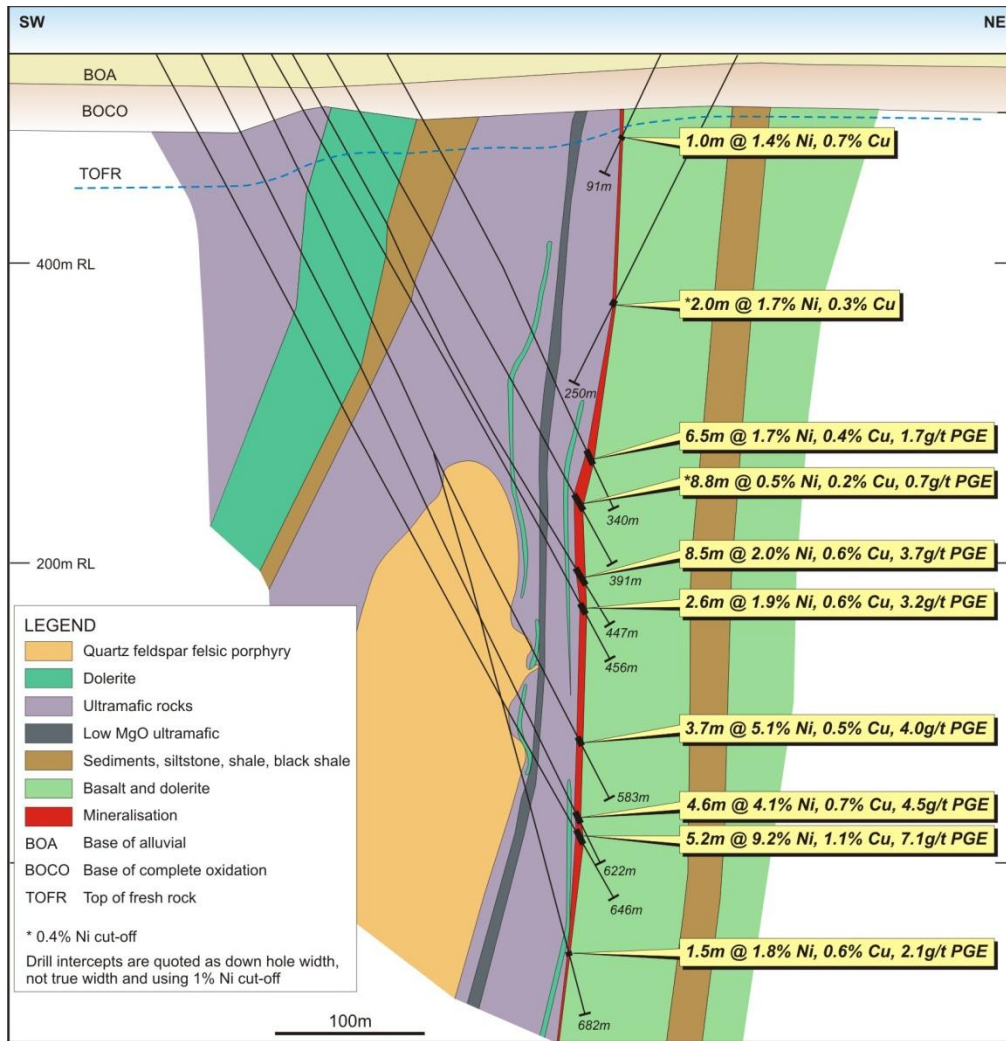 SW
NE
BOA
BOCO
TOFR
400m RL
200m RL
91m
250m
340m
391m
447m
456m
583m
622m
646m
682m
1.0m @ 1.4% Ni, 0.7% Cu
*2.0m @ 1.7% Ni, 0.3% Cu
6.5m @ 1.7% Ni, 0.4% Cu, 1.7g/t PGE
*8.8m @ 0.5% Ni, 0.2% Cu, 0.7g/t PGE
8.5m @ 2.0% Ni, 0.6% Cu, 3.7g/t PGE
2.6m @ 1.9% Ni, 0.6% Cu, 3.2g/t PGE
3.7m @ 5.1% Ni, 0.5% Cu, 4.0g/t PGE
4.6m @ 4.1% Ni, 0.7% Cu, 4.5g/t PGE
5.2m @ 9.2% Ni, 1.1% Cu, 7.1g/t PGE
1.5m @ 1.8% Ni, 0.6% Cu, 2.1g/t PGE
LEGEND
Quartz feldspar felsic porphyry
Dolerite
Ultramafic rocks
Low MgO ultramafic
Sediments, siltstone, shale, black shale
Basalt and dolerite
Mineralisation
BOA Base of alluvial
BOCO Base of complete oxidation
TOFR Top of fresh rock
* 0.4% Ni cut-off
Drill intercepts are quoted as down hole width,
not true width and using 1% Ni cut-off
100m